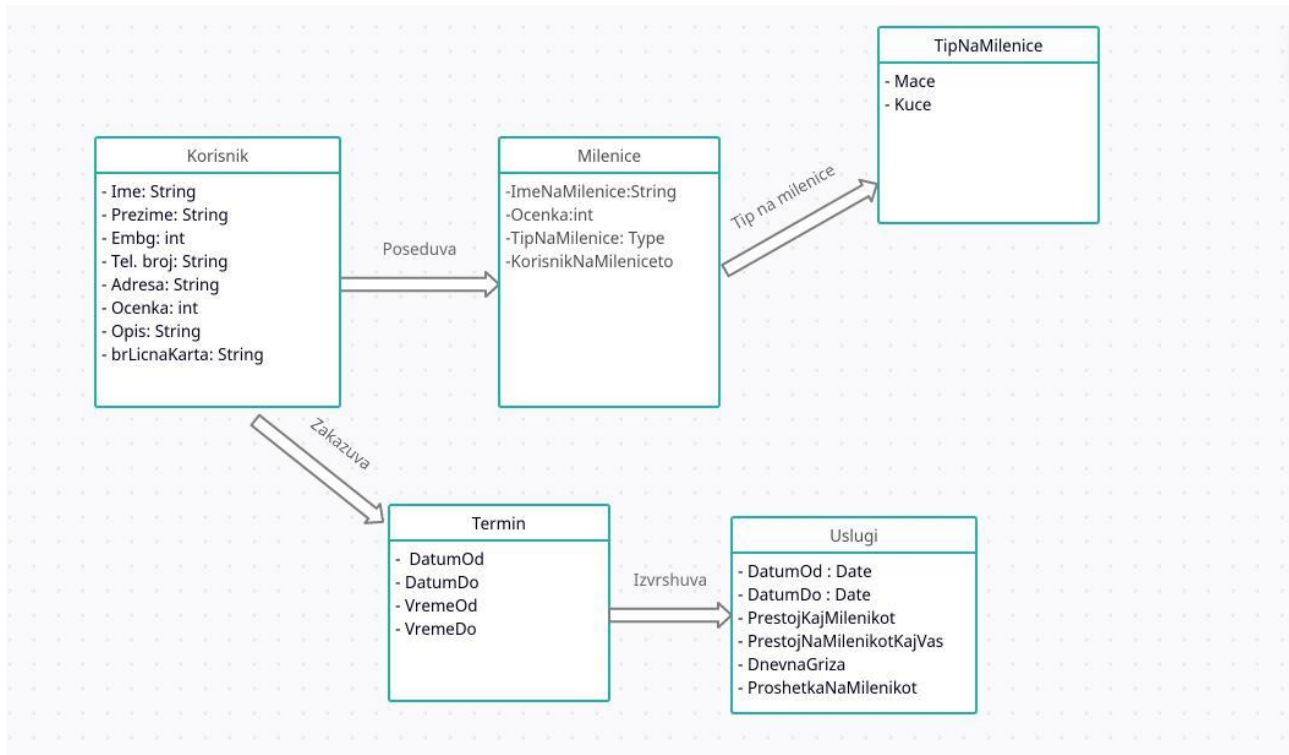 Korisnik
- Ime: String
- Prezime: String
- Embg: int
- Tel. broj: String
- Adresa: String
- Ocenka: int
- Opis: String
- brLicnaKarta: String
Poseduva
Milenice
-ImeNaMilenice:String
-Ocenka:int
-TipNaMilenice: Type
-KorisnikNaMileniceto
Tip na milenice
TipNaMilenice
- Mace
- Kuce
Zakazuva
Termin
- DatumOd
- DatumDo
- VremeOd
- VremeDo
Izvrshuva
Uslugi
- DatumOd : Date
- DatumDo : Date
- PrestojKajMilenikot
- PrestojNaMilenikotKajVas
- DnevnaGriza
- ProshetkaNaMilenikot